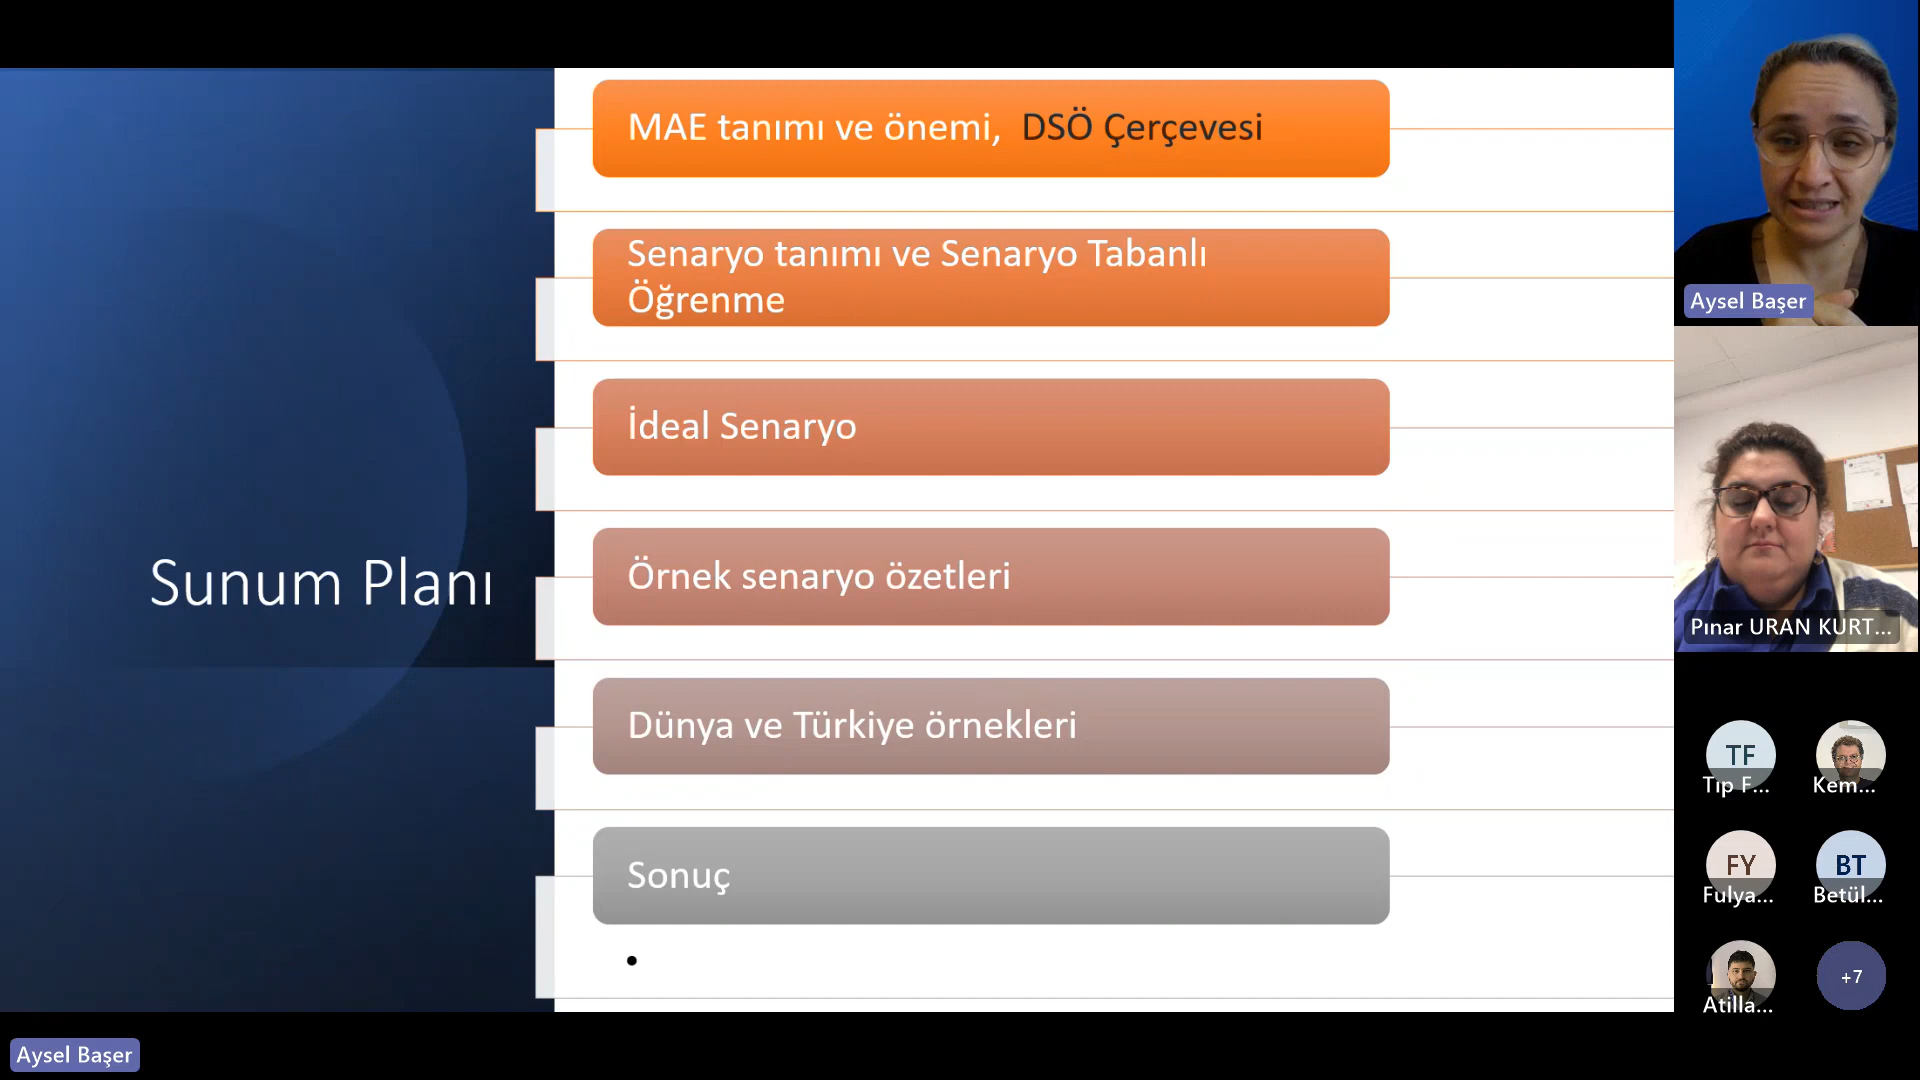 Sunum Planı
MAE tanımı ve önemi, DSÖ Çerçevesi
Senaryo tanımı ve Senaryo Tabanlı
Öğrenme
İdeal Senaryo
Örnek senaryo özetleri
Dünya ve Türkiye örnekleri
Sonuç
Aysel Başer
Pınar URAN KURT...
TF
Tıp F...
Kem...
FY
Fulya...
BT
Betül...
Atilla...
+7
Aysel Başer